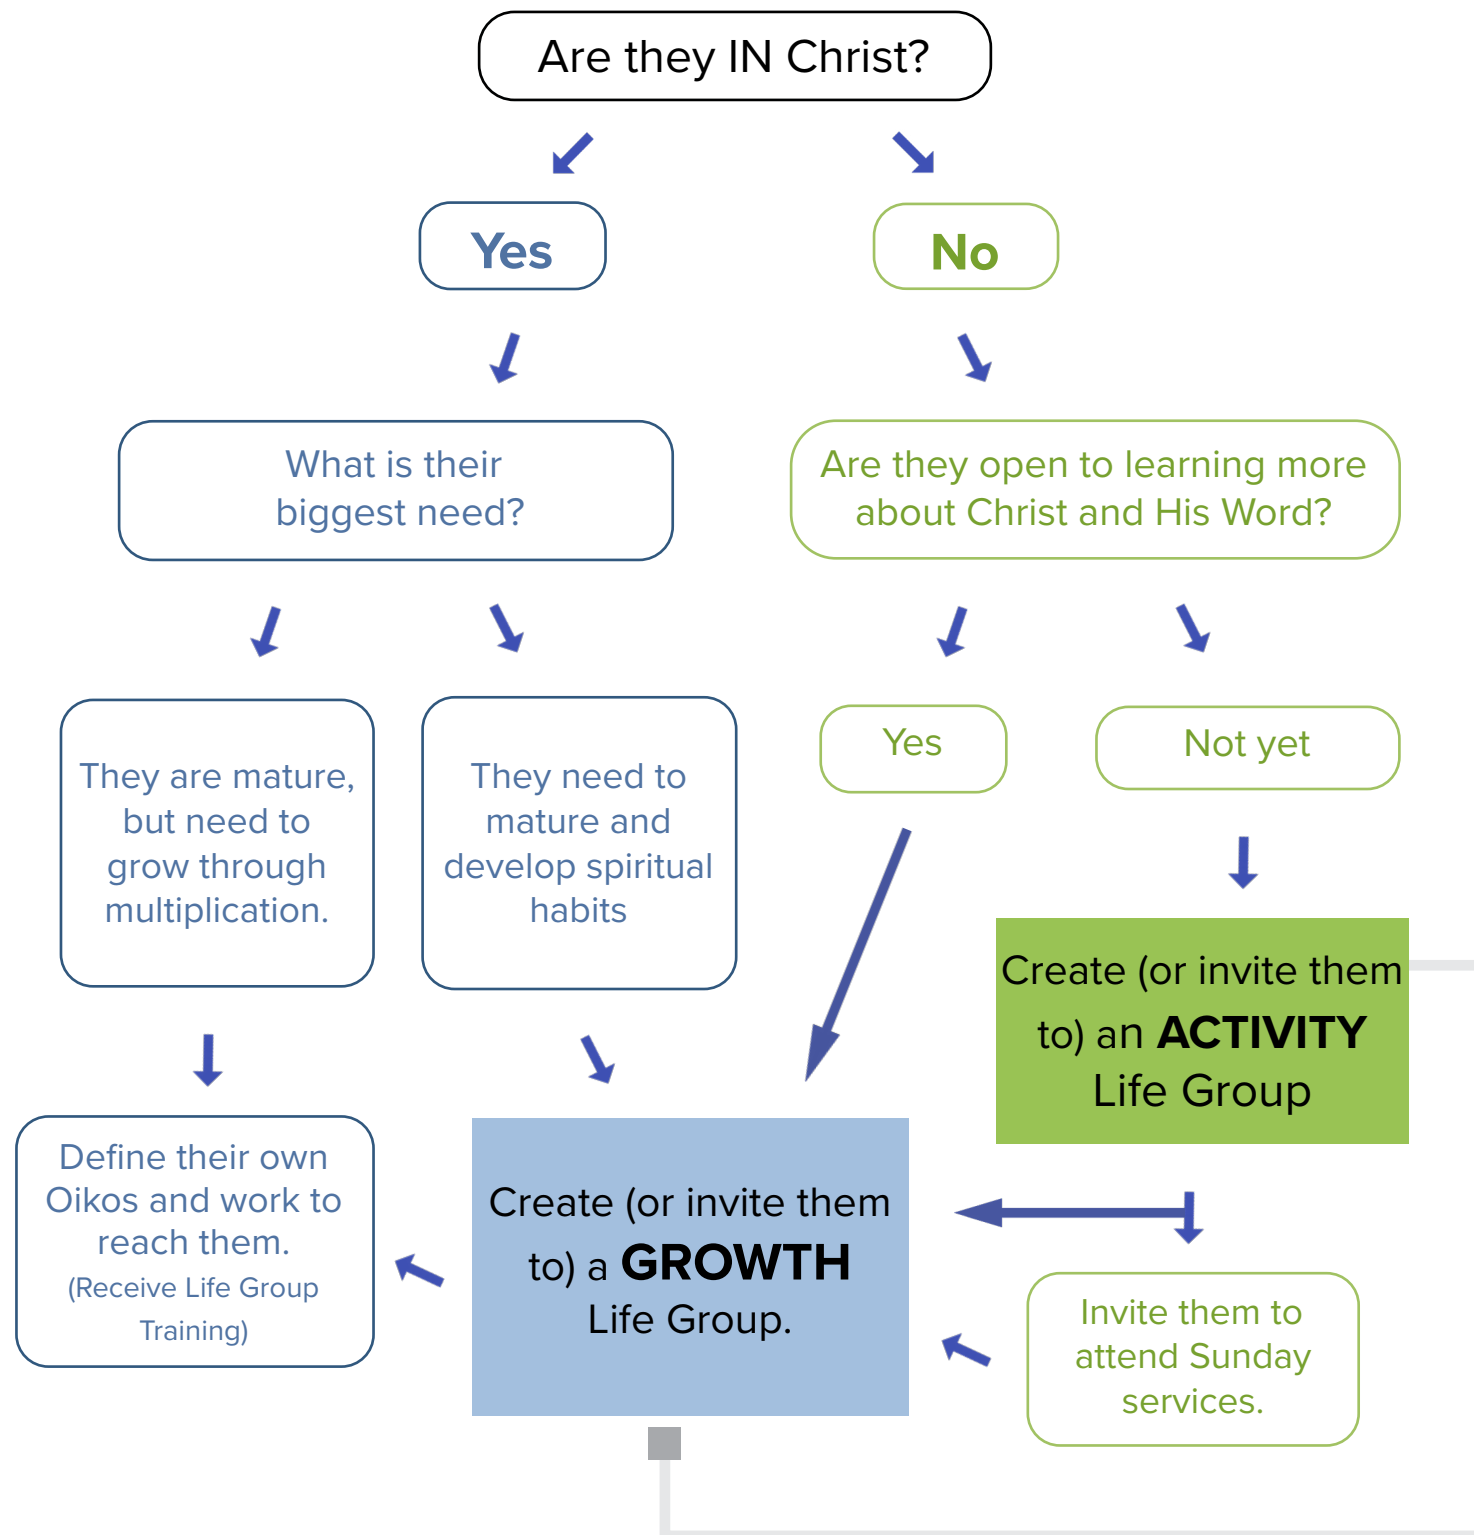 Are they IN Christ?
Yes
No
What is their
biggest need?
Are they open to learning more
about Christ and His Word?
They are mature,
but need to
grow through
multiplication.
They need to
mature and
develop spiritual
habits
Yes
Not yet
Create (or invite them
to) an ACTIVITY
Life Group
Define their own
Oikos and work to
reach them.
(Receive Life Group
Training)
Create (or invite them
to) a GROWTH
Life Group.
Invite them to
attend Sunday
services.